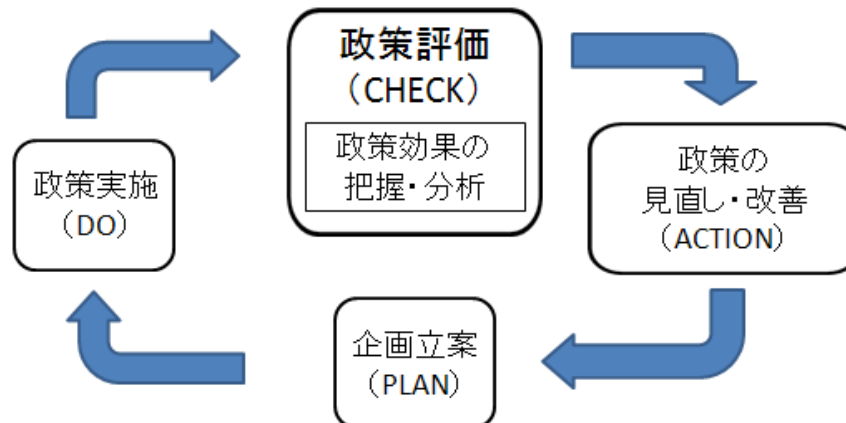 政策評価
（CHECK）
政策効果の
把握・分析
政策の
見直し・改善
（ACTION）
企画立案
（PLAN）
政策実施
（DO）